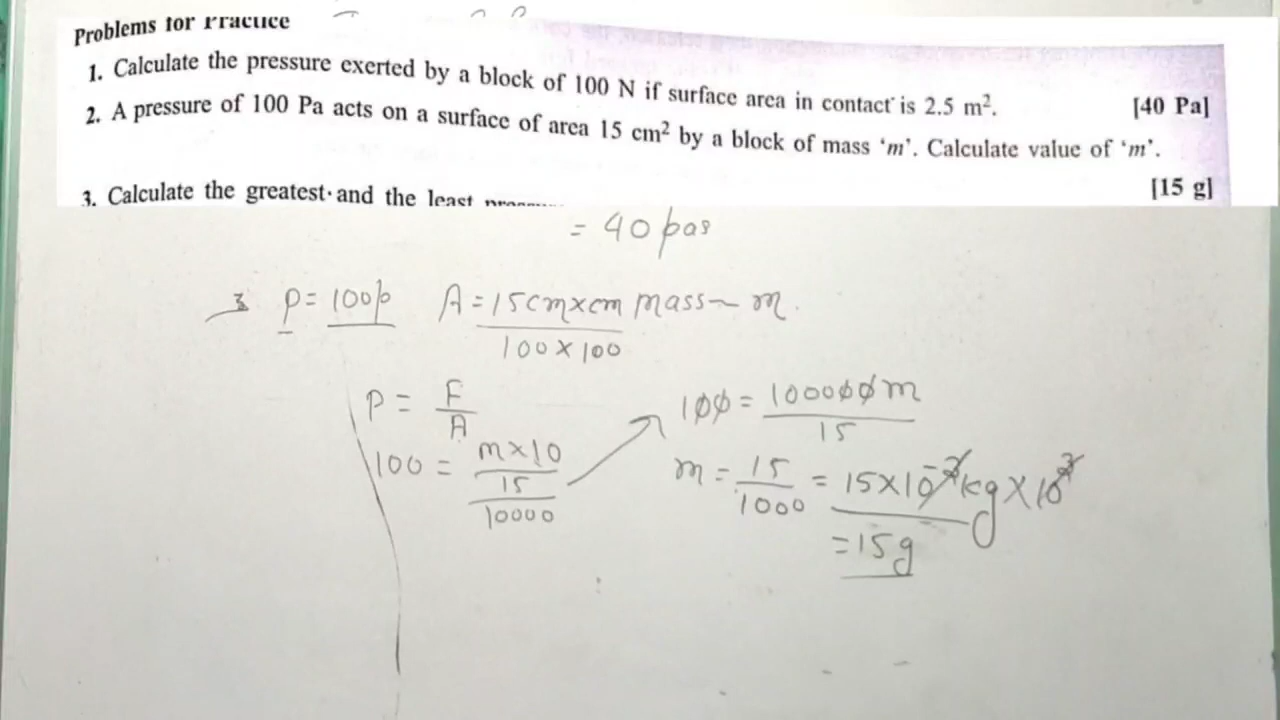 Problems for Practice
1. Calculate the pressure exerted by a block of 100 N if surface area in contact is 2.5 m². [40 Pa]
2. A pressure of 100 Pa acts on a surface of area 15 cm² by a block of mass ‘m’. Calculate value of ‘m’.
[15 g]
3. Calculate the greatest and the least
= 40 pas
P = 100p A = 15cm×cm mass – m.
100 × 100
P = F
A
100 = m×10
15
10000
100 = 100000 m
15
m = 15 = 15×10⁻³ kg × 10³
1000
= 15g